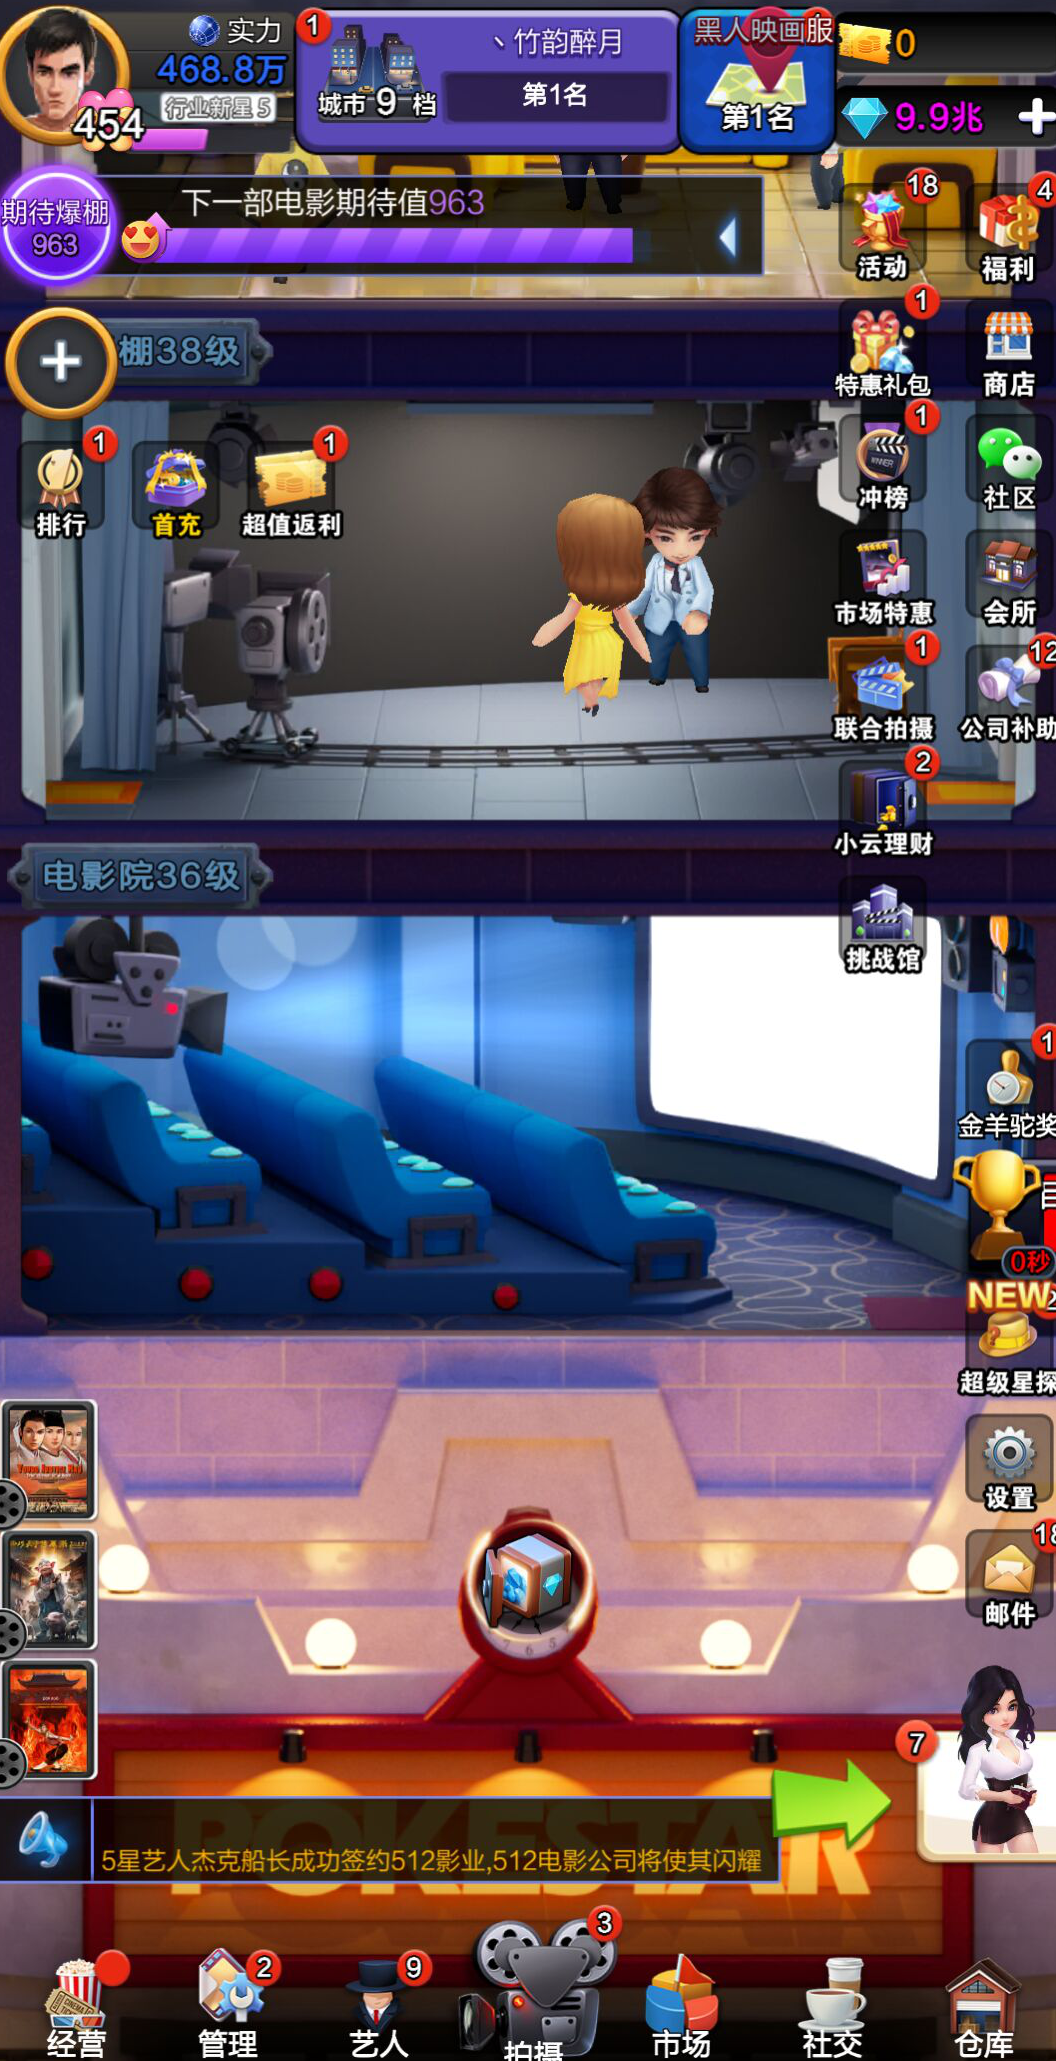 实力
468.8万
行业新星5
454
1
城市9档
、竹韵醉月
第1名
黑人映画服
第1名
0
9.9兆
期待爆棚
963
下一部电影期待值963
18
活动
4
福利
棚38级
1
特惠礼包
商店
1
排行
首充
1
超值返利
1
WINNER
冲榜
社区
市场特惠
会所
1
联合拍摄
12
公司补助
2
小云理财
电影院36级
挑战馆
1
金羊驼奖
0秒
NEW
超级星探
设置
18
邮件
7 6 5
7
POKESTAR
5星艺人杰克船长成功签约512影业,512电影公司将使其闪耀
经营
2
管理
9
艺人
3
拍摄
市场
社交
仓库